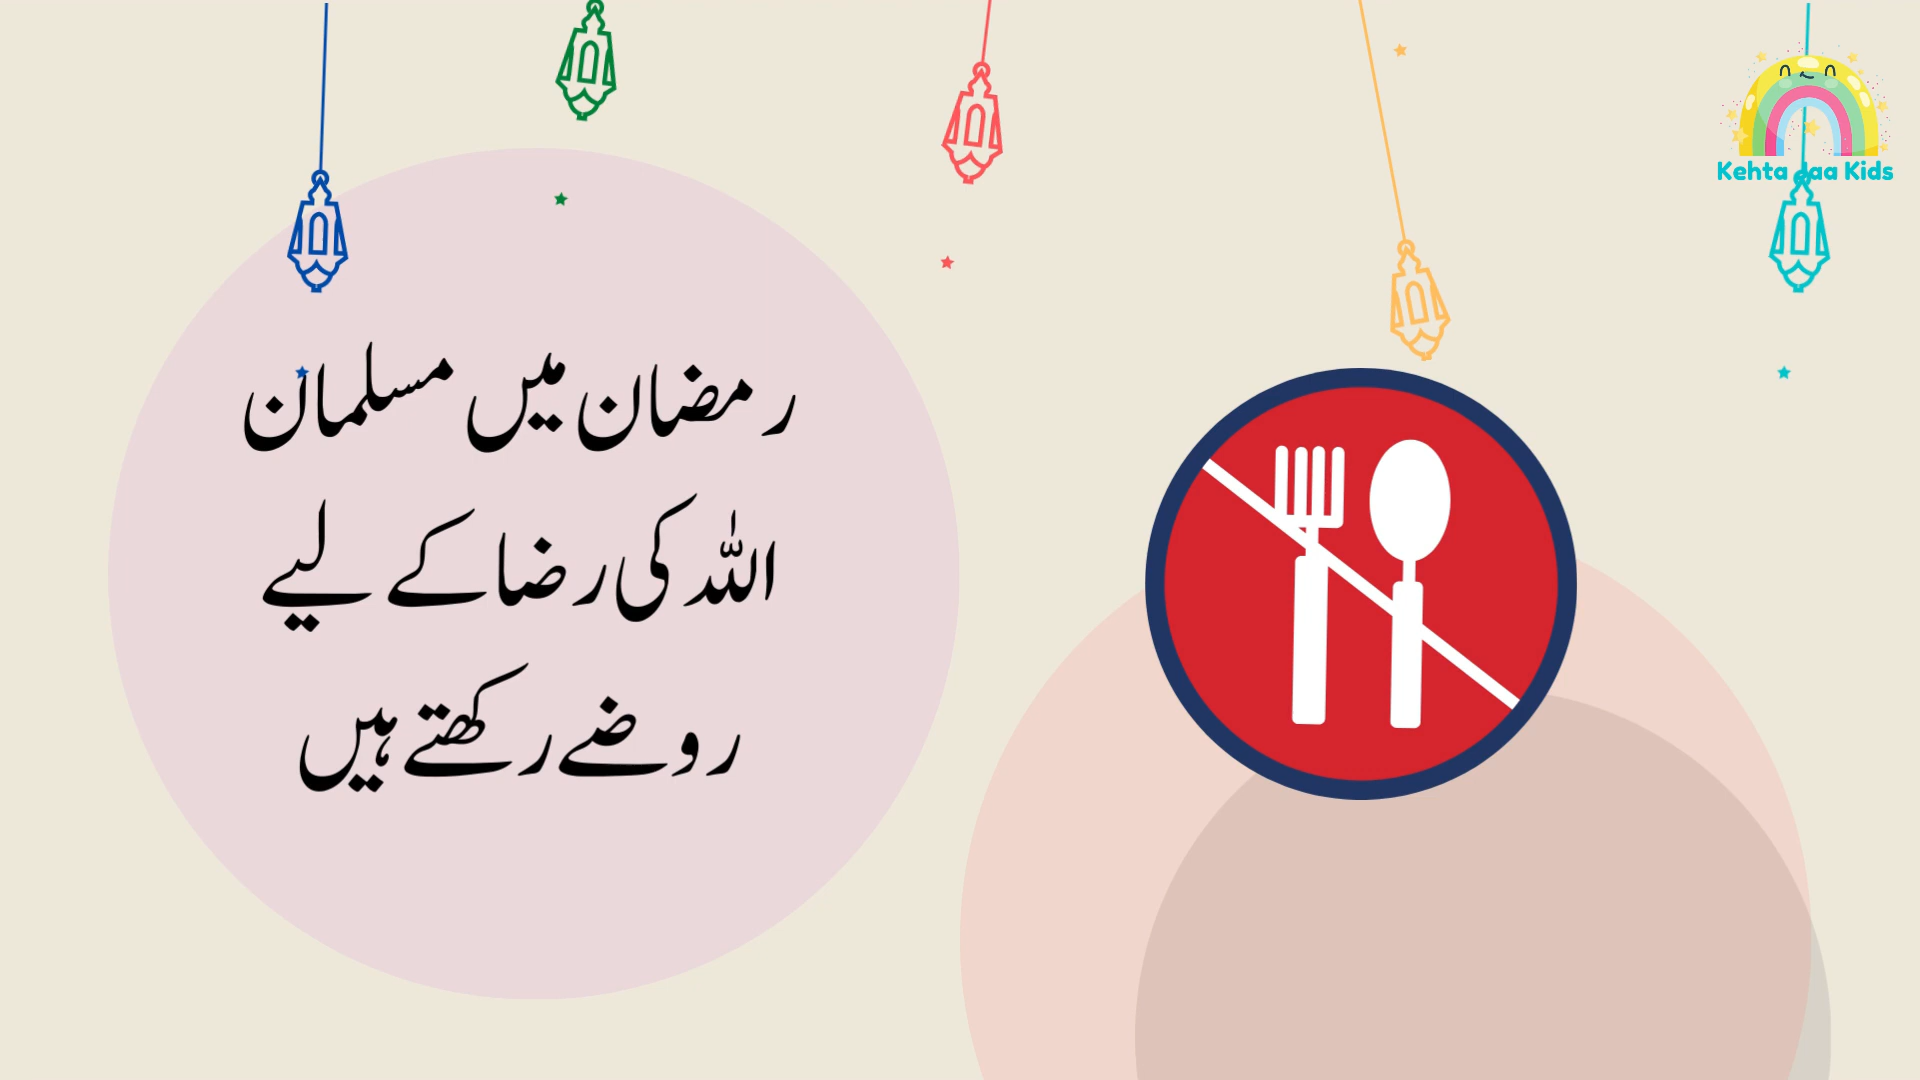 رمضان میں مسلمان
اللہ کی رضا کے لیے
روضے رکھتے ہیں
Kehta Jaa Kids